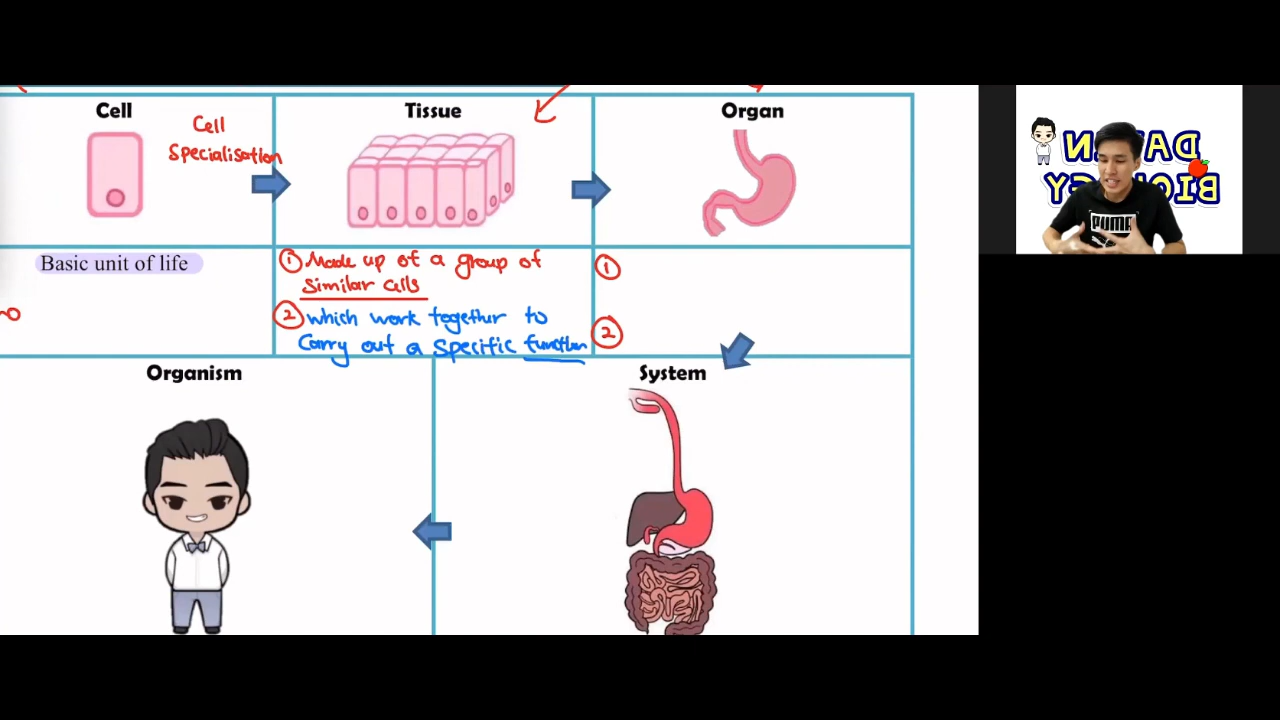 Cell
Tissue
Organ
Cell
Specialisation
Basic unit of life
① Made up of a group of
similar cells
② which work together to
Carry out a specific function
①
②
Organism
System
PUMA